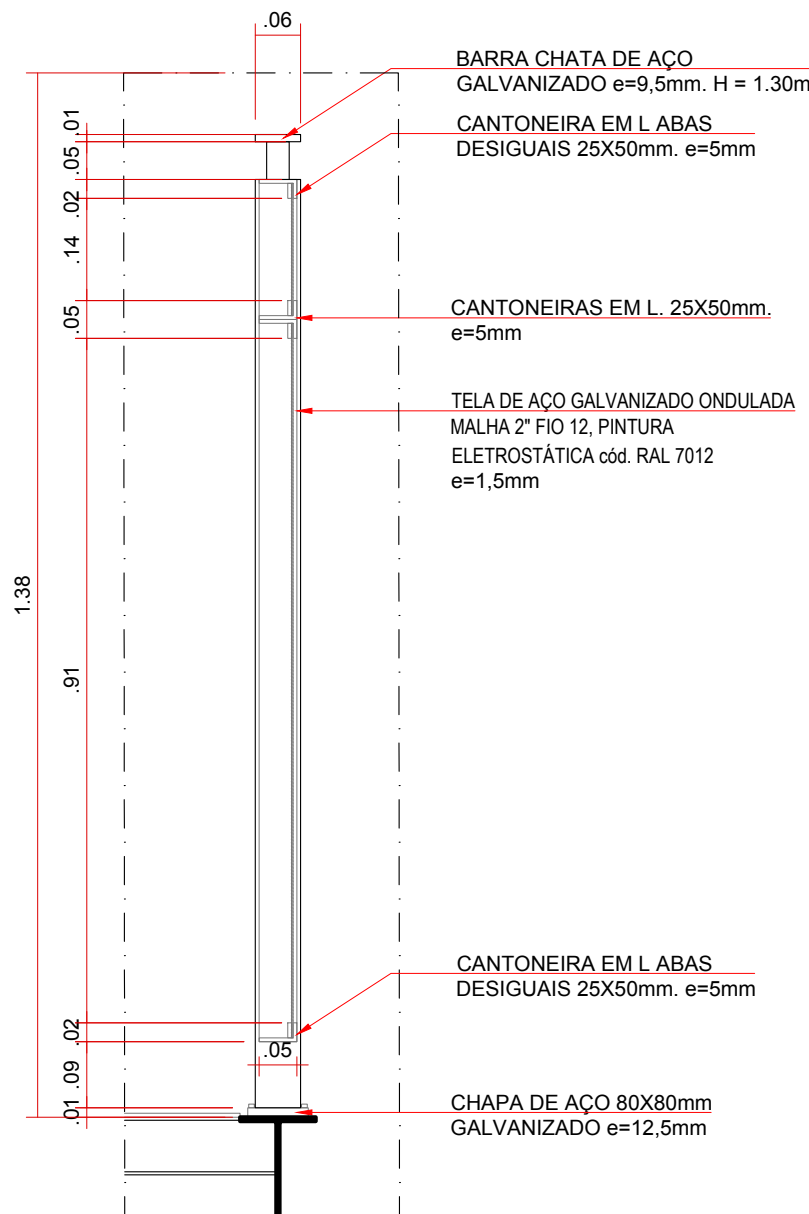 .06
BARRA CHATA DE AÇO
GALVANIZADO e=9,5mm. H = 1.30m
CANTONEIRA EM L ABAS
DESIGUAIS 25X50mm. e=5mm
.01
.05
.02
.14
.05
CANTONEIRAS EM L. 25X50mm.
e=5mm
TELA DE AÇO GALVANIZADO ONDULADA
MALHA 2" FIO 12, PINTURA
ELETROSTÁTICA cód. RAL 7012
e=1,5mm
1.38
.91
CANTONEIRA EM L ABAS
DESIGUAIS 25X50mm. e=5mm
.02
.05
.09
.01
CHAPA DE AÇO 80X80mm
GALVANIZADO e=12,5mm